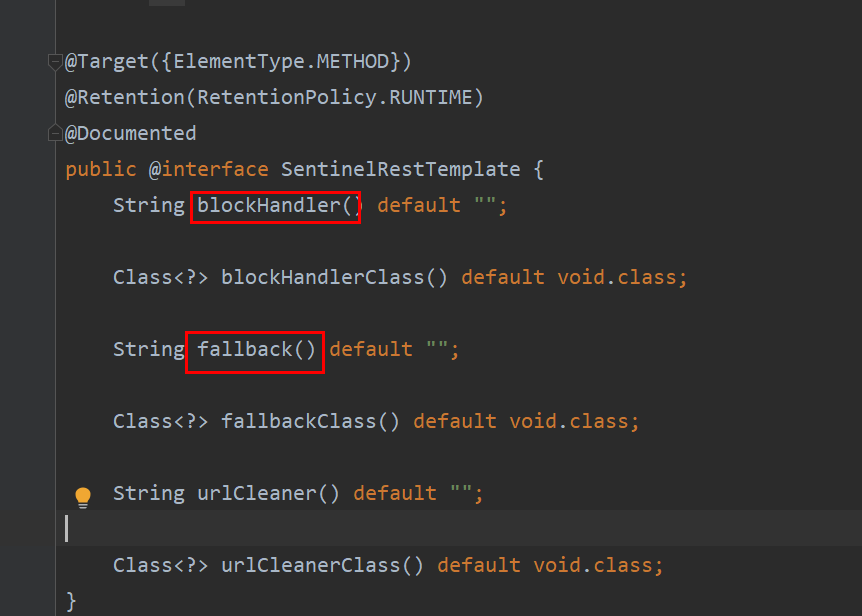 @Target({ElementType.METHOD})
@Retention(RetentionPolicy.RUNTIME)
@Documented
public @interface SentinelRestTemplate {
String blockHandler() default "";
Class<?> blockHandlerClass() default void.class;
String fallback() default "";
Class<?> fallbackClass() default void.class;
String urlCleaner() default "";
Class<?> urlCleanerClass() default void.class;
}